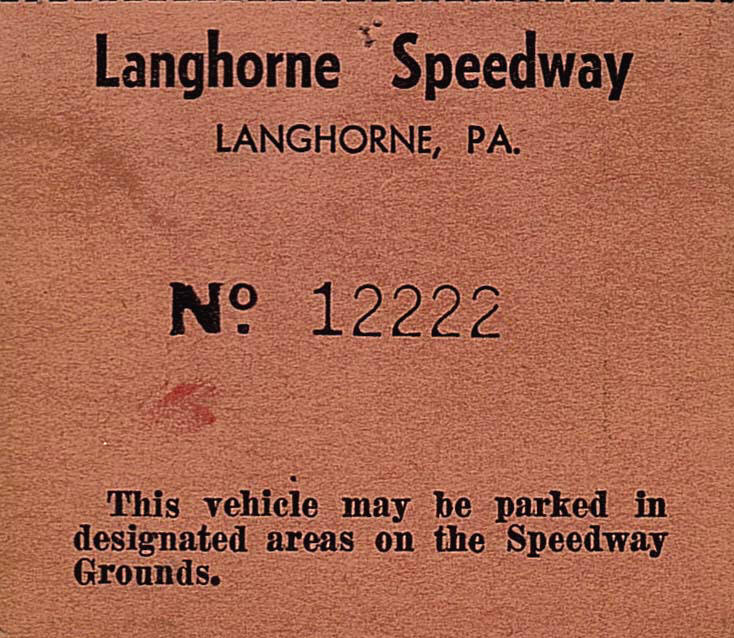 Langhorne Speedway
LANGHORNE, PA.
Nº. 12222
This vehicle may be parked in
designated areas on the Speedway
Grounds.